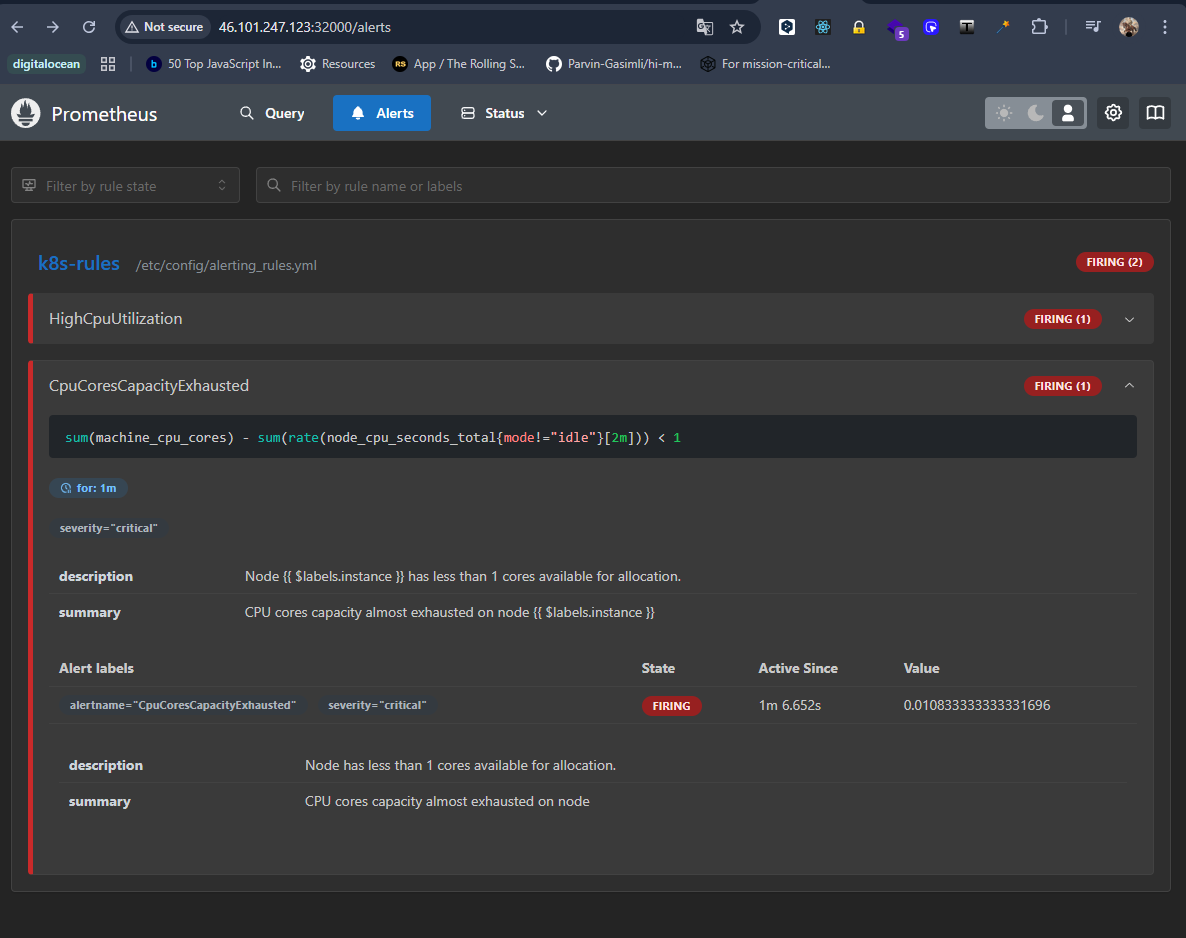 Not secure 46.101.247.123:32000/alerts
5
digitalocean 50 Top JavaScript In... Resources RS App / The Rolling S... Parvin-Gasimli/hi-m... For mission-critical...
Prometheus Query Alerts Status
Filter by rule state Filter by rule name or labels
k8s-rules /etc/config/alerting_rules.yml FIRING (2)
HighCpuUtilization FIRING (1)
CpuCoresCapacityExhausted FIRING (1)
sum(machine_cpu_cores) - sum(rate(node_cpu_seconds_total{mode!="idle"}[2m])) < 1
for: 1m
severity="critical"
description Node {{ $labels.instance }} has less than 1 cores available for allocation.
summary CPU cores capacity almost exhausted on node {{ $labels.instance }}
Alert labels State Active Since Value
alertname="CpuCoresCapacityExhausted" severity="critical" FIRING 1m 6.652s 0.010833333333331696
description Node has less than 1 cores available for allocation.
summary CPU cores capacity almost exhausted on node